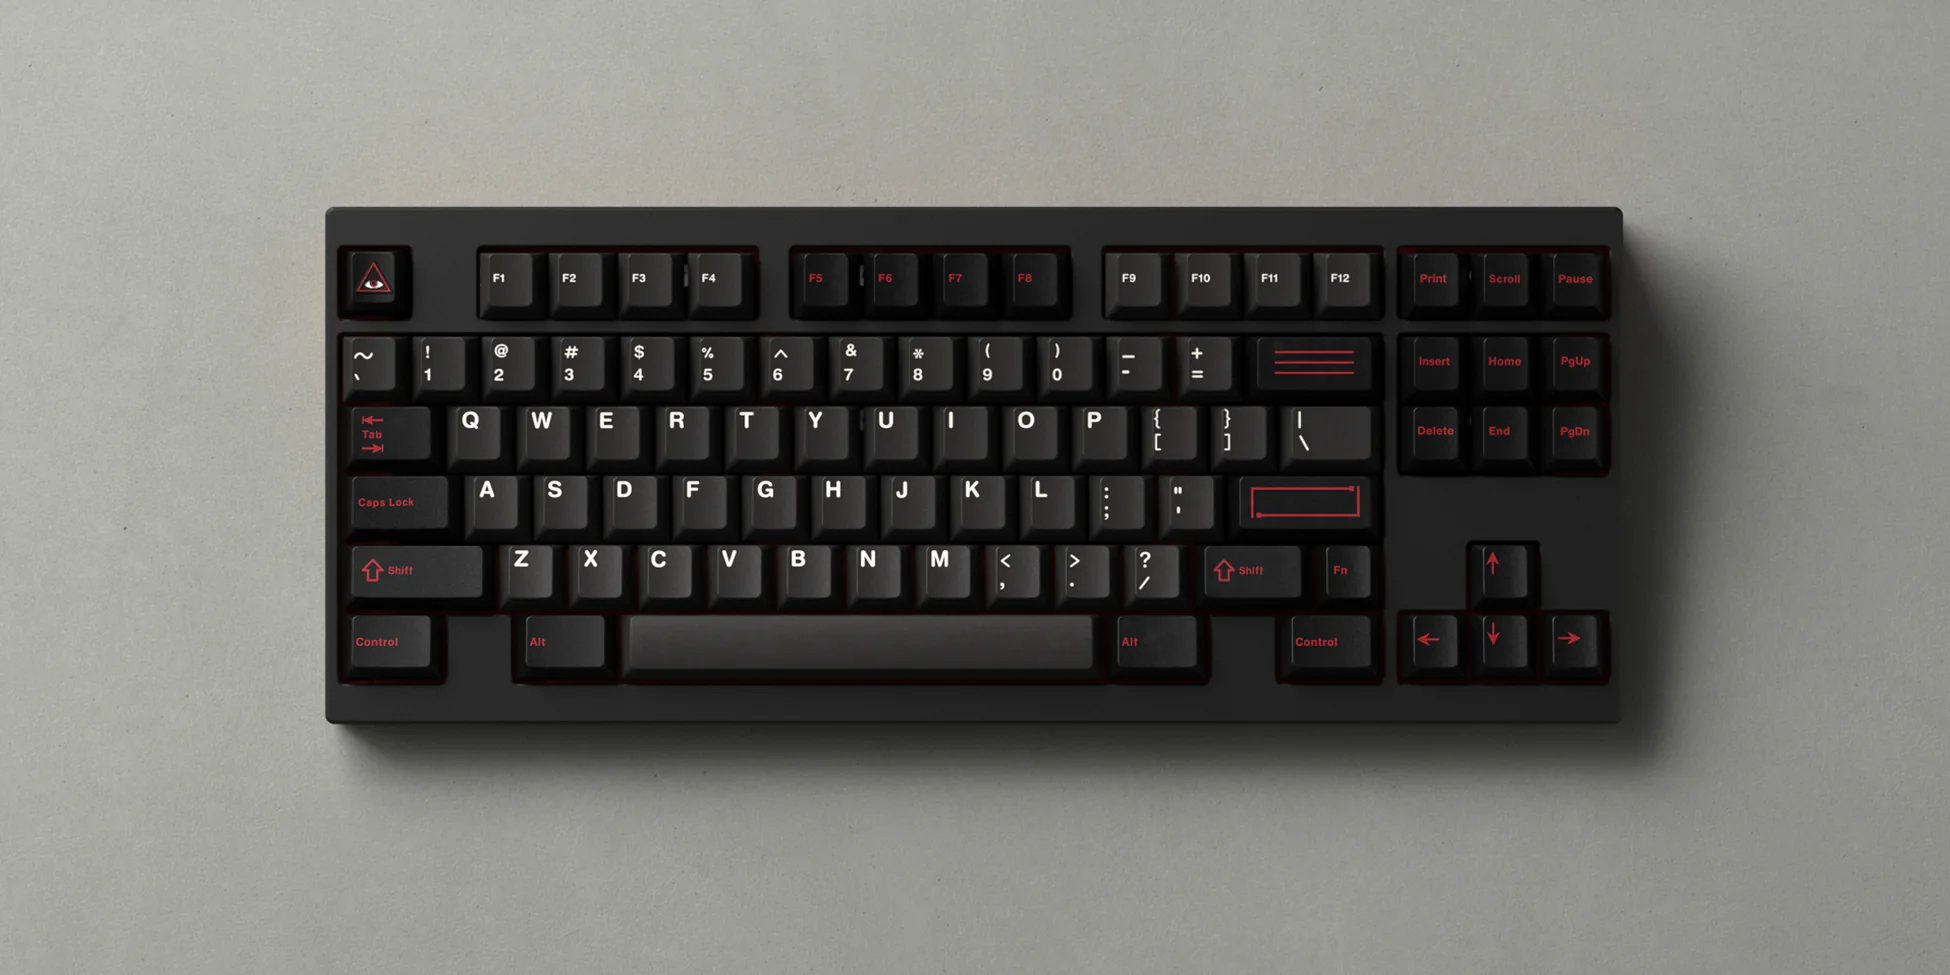 F1 F2 F3 F4 F5 F6 F7 F8 F9 F10 F11 F12 Print Scroll Pause
~ ! @ # $ % ^ & * ( ) _ +
` 1 2 3 4 5 6 7 8 9 0 - =
Insert Home PgUp
Tab Q W E R T Y U I O P { } |
[ ] \
Delete End PgDn
Caps Lock A S D F G H J K L : "
; '
Shift Z X C V B N M < > ? Shift Fn
, . /
Control Alt Alt Control